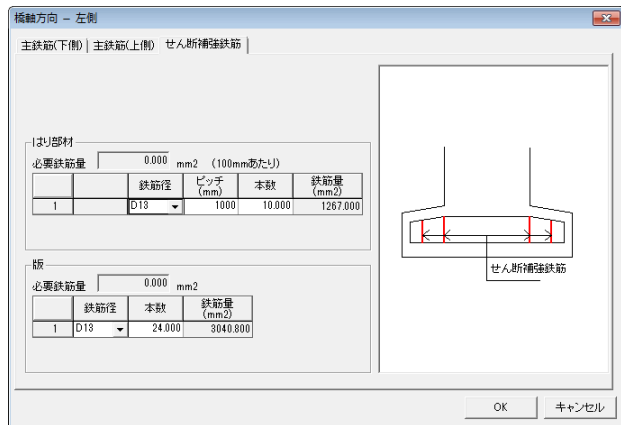 橋軸方向 － 左側
主鉄筋(下側) 主鉄筋(上側) せん断補強鉄筋
はり部材
必要鉄筋量 0.000 mm2 (100mmあたり)
鉄筋径 ピッチ(mm) 本数 鉄筋量(mm2)
1 D13 1000 10.000 1267.000
版
必要鉄筋量 0.000 mm2
鉄筋径 本数 鉄筋量(mm2)
1 D13 24.000 3040.800
せん断補強鉄筋
OK キャンセル